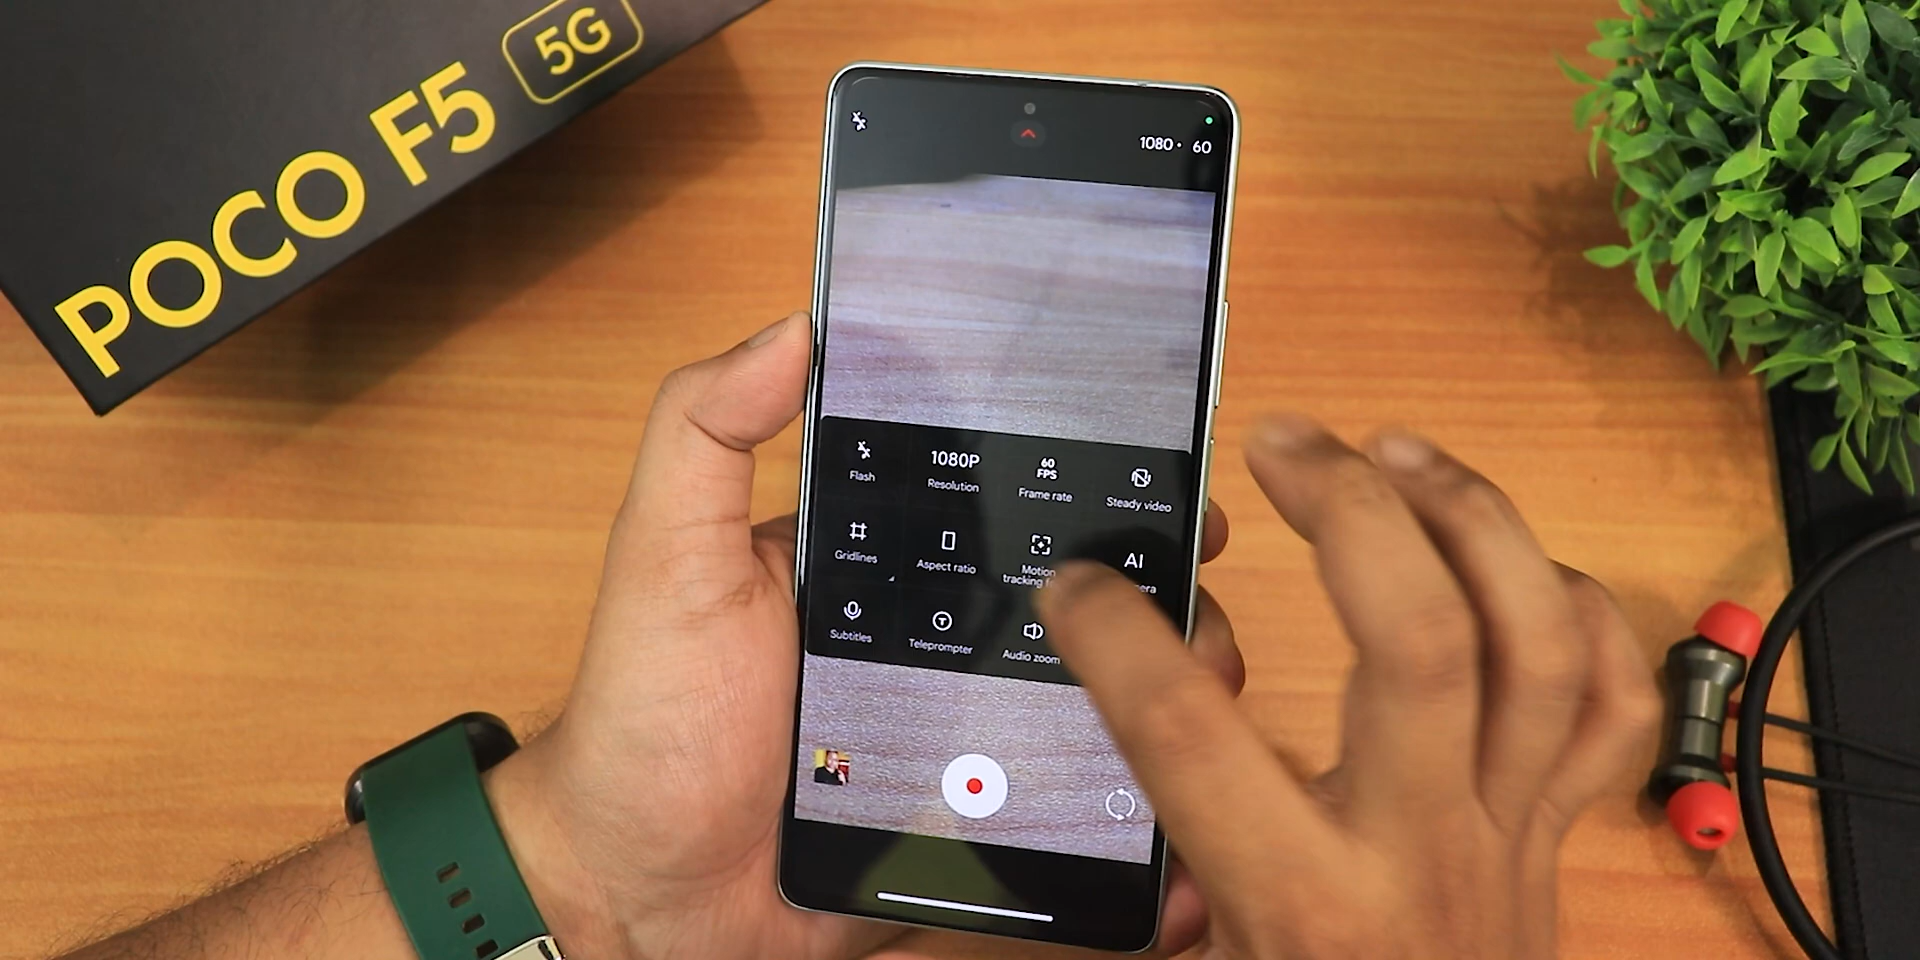 POCO F5 5G
1080 · 60
Flash
1080P
Resolution
60
FPS
Frame rate
Steady video
Gridlines
Aspect ratio
Motion
tracking
AI
Subtitles
Teleprompter
Audio zoom